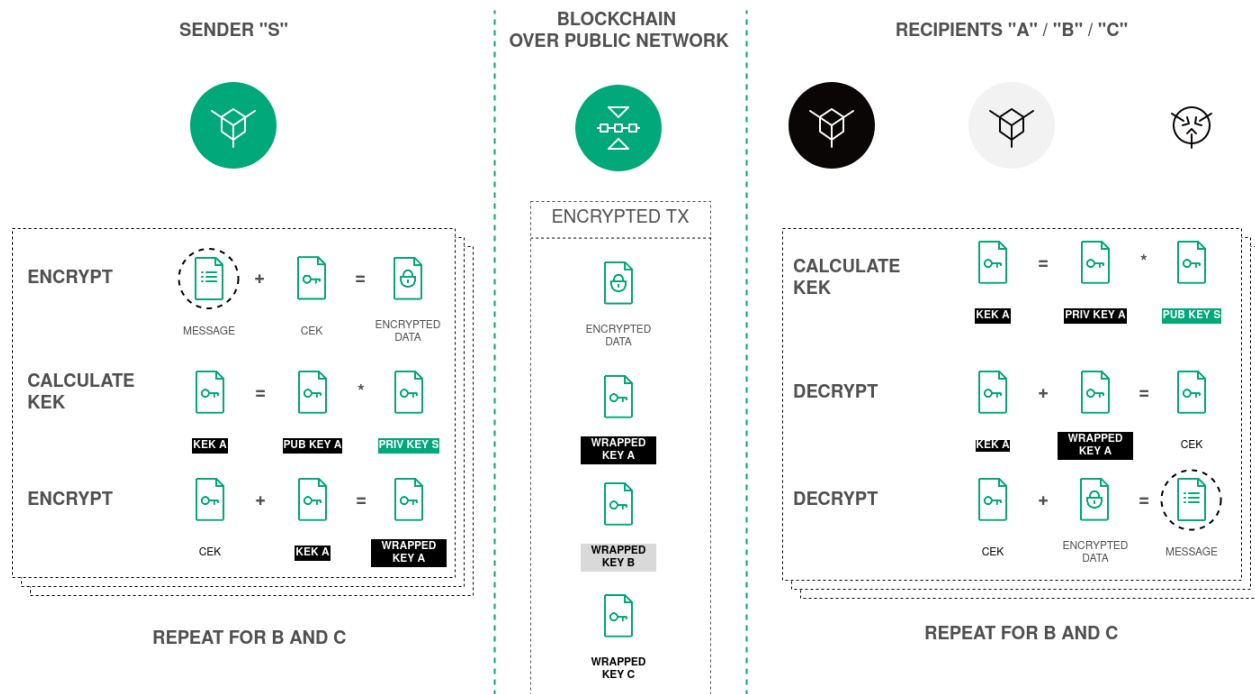 SENDER "S"
BLOCKCHAIN
OVER PUBLIC NETWORK
RECIPIENTS "A" / "B" / "C"
ENCRYPT
+
=
MESSAGE
CEK
ENCRYPTED
DATA
CALCULATE
KEK
=
*
KEK A
PUB KEY A
PRIV KEY S
ENCRYPT
+
=
CEK
KEK A
WRAPPED
KEY A
REPEAT FOR B AND C
ENCRYPTED TX
ENCRYPTED
DATA
WRAPPED
KEY A
WRAPPED
KEY B
WRAPPED
KEY C
CALCULATE
KEK
=
*
KEK A
PRIV KEY A
PUB KEY S
DECRYPT
+
=
KEK A
WRAPPED
KEY A
CEK
DECRYPT
+
=
CEK
ENCRYPTED
DATA
MESSAGE
REPEAT FOR B AND C